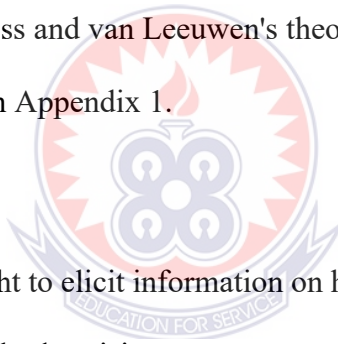 ss and van Leeuwen's theo
n Appendix 1.
ht to elicit information on h
EDUCATION FOR SERVICE